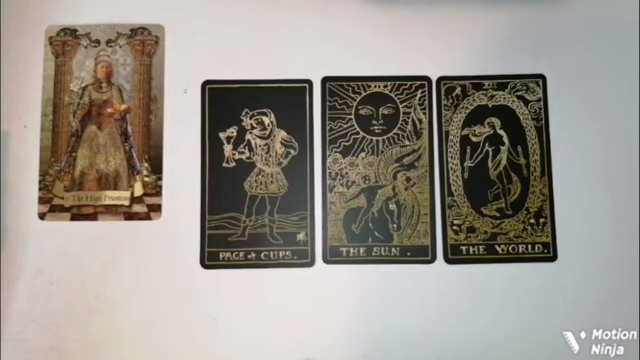 The High Priestess
PAGE of CUPS.
THE SUN.
THE WORLD.
Motion
Ninja